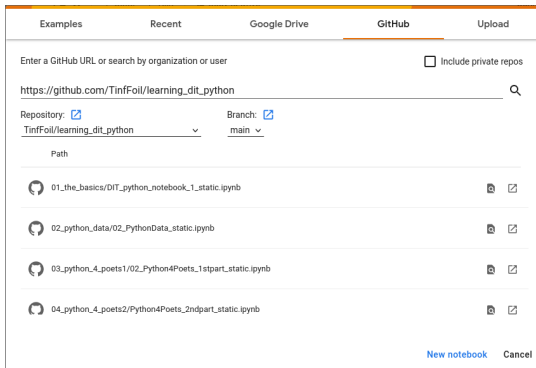 Examples Recent Google Drive GitHub Upload
Enter a GitHub URL or search by organization or user Include private repos
https://github.com/TinfFoil/learning_dit_python
Repository: Branch:
TinfFoil/learning_dit_python main
Path
01_the_basics/DIT_python_notebook_1_static.ipynb
02_python_data/02_PythonData_static.ipynb
03_python_4_poets1/02_Python4Poets_1stpart_static.ipynb
04_python_4_poets2/Python4Poets_2ndpart_static.ipynb
New notebook Cancel